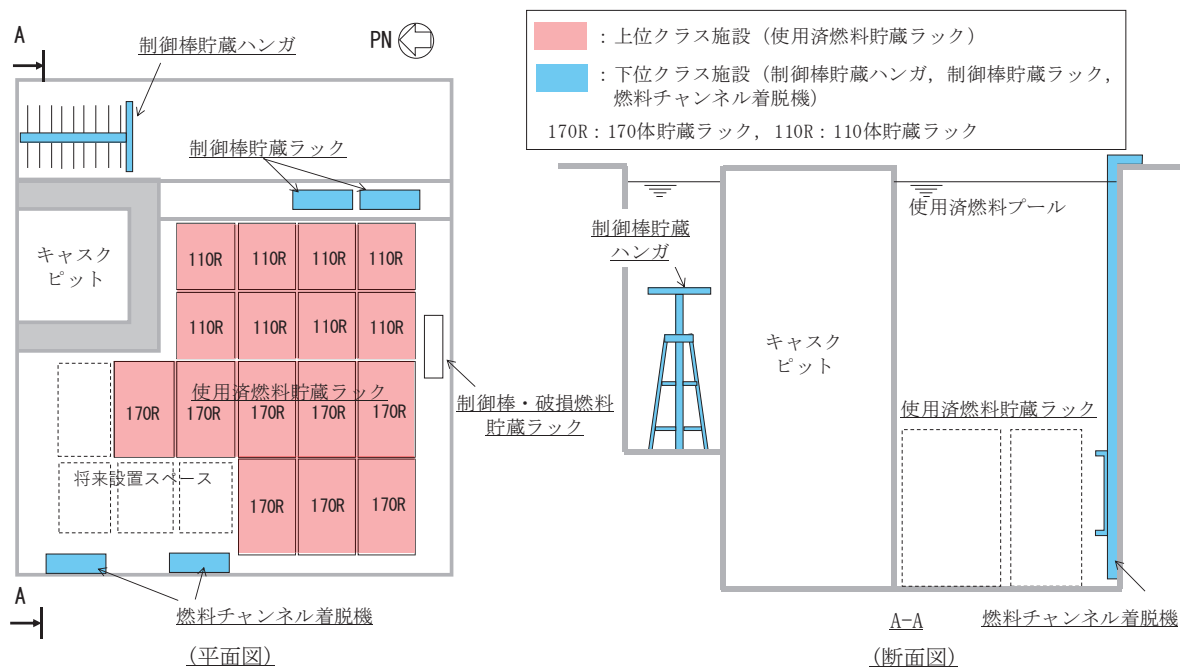 A
制御棒貯蔵ハンガ
PN
制御棒貯蔵ラック
キャスク
ピット
110R
110R
110R
110R
110R
110R
110R
110R
使用済燃料貯蔵ラック
170R
170R
170R
170R
170R
制御棒・破損燃料
貯蔵ラック
将来設置スペース
170R
170R
170R
A
燃料チャンネル着脱機
(平面図)
:上位クラス施設(使用済燃料貯蔵ラック)
:下位クラス施設(制御棒貯蔵ハンガ,制御棒貯蔵ラック,
燃料チャンネル着脱機)
170R:170体貯蔵ラック,110R:110体貯蔵ラック
使用済燃料プール
制御棒貯蔵
ハンガ
キャスク
ピット
使用済燃料貯蔵ラック
燃料チャンネル着脱機
A-A
(断面図)